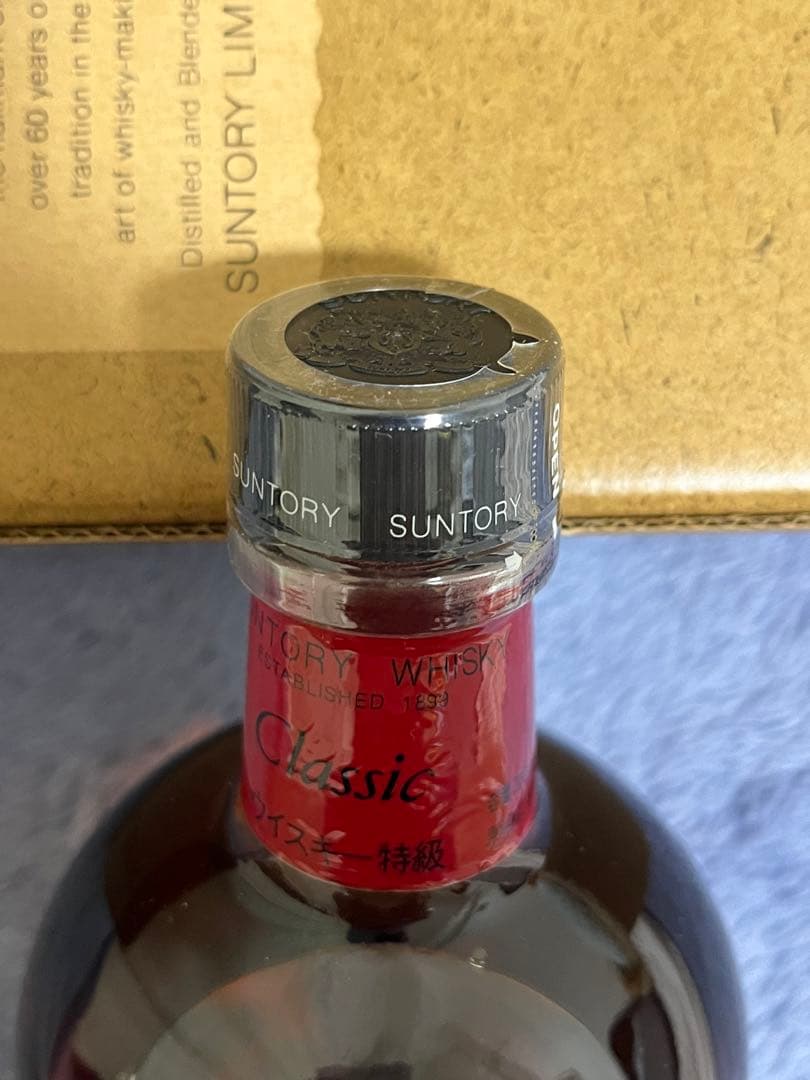 over 60 years o
tradition in the
art of whisky-maki
Distilled and Blende
SUNTORY LIM
SUNTORY SUNTORY
OPEN
NTORY WHISKY
ESTABLISHED 1899
Classic
ウイスキー特級